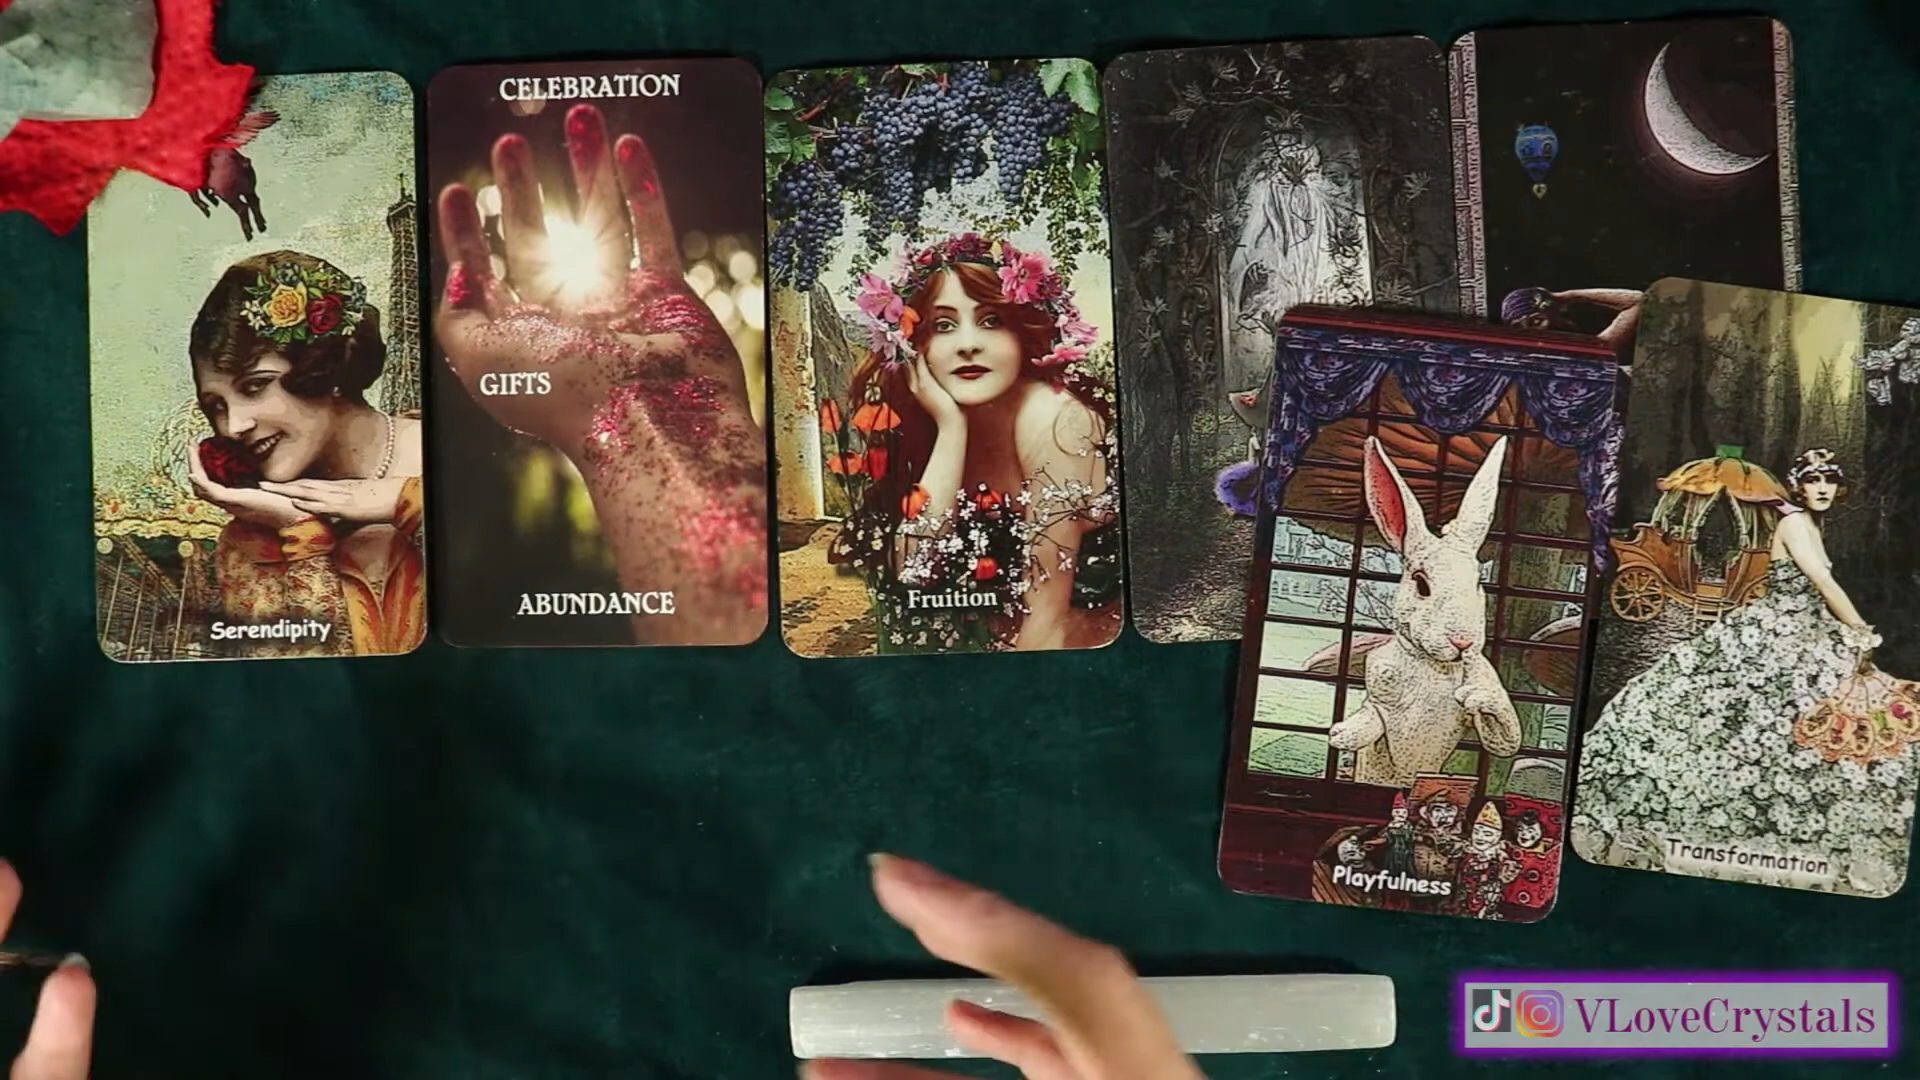 CELEBRATION
GIFTS
ABUNDANCE
Serendipity
Fruition
Playfulness
Transformation
VLoveCrystals